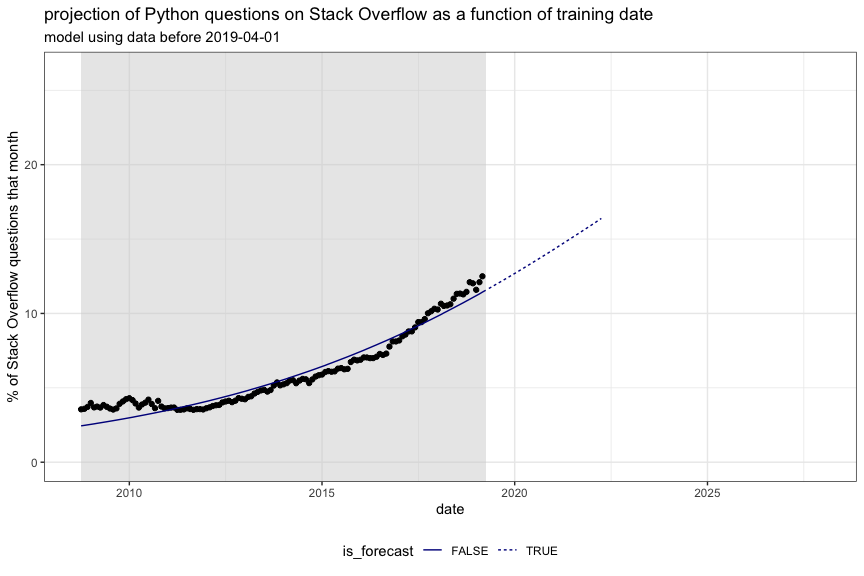 projection of Python questions on Stack Overflow as a function of training date
model using data before 2019-04-01
% of Stack Overflow questions that month
20
10
0
2010 2015 2020 2025
date
is_forecast FALSE TRUE